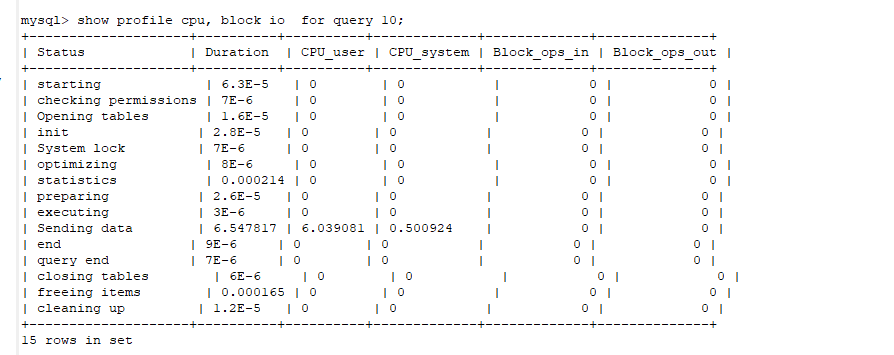 mysql> show profile cpu, block io  for query 10;
+--------------------+----------+----------+------------+--------------+---------------+
| Status             | Duration | CPU_user | CPU_system | Block_ops_in | Block_ops_out |
+--------------------+----------+----------+------------+--------------+---------------+
| starting             | 6.3E-5   | 0        | 0          |            0 |             0 |
| checking permissions | 7E-6     | 0        | 0          |            0 |             0 |
| Opening tables       | 1.6E-5   | 0        | 0          |            0 |             0 |
| init                | 2.8E-5   | 0        | 0          |            0 |             0 |
| System lock         | 7E-6     | 0        | 0          |            0 |             0 |
| optimizing           | 8E-6     | 0        | 0          |            0 |             0 |
| statistics           | 0.000214 | 0        | 0          |            0 |             0 |
| preparing           | 2.6E-5   | 0        | 0          |            0 |             0 |
| executing           | 3E-6     | 0        | 0          |            0 |             0 |
| Sending data        | 6.547817 | 6.039081 | 0.500924   |            0 |             0 |
| end                | 9E-6     | 0        | 0          |            0 |             0 |
| query end          | 7E-6     | 0        | 0          |            0 |             0 |
| closing tables        | 6E-6     | 0        | 0          |            0 |             0 |
| freeing items        | 0.000165 | 0        | 0          |            0 |             0 |
| cleaning up         | 1.2E-5   | 0        | 0          |            0 |             0 |
+--------------------+----------+----------+------------+--------------+---------------+
15 rows in set